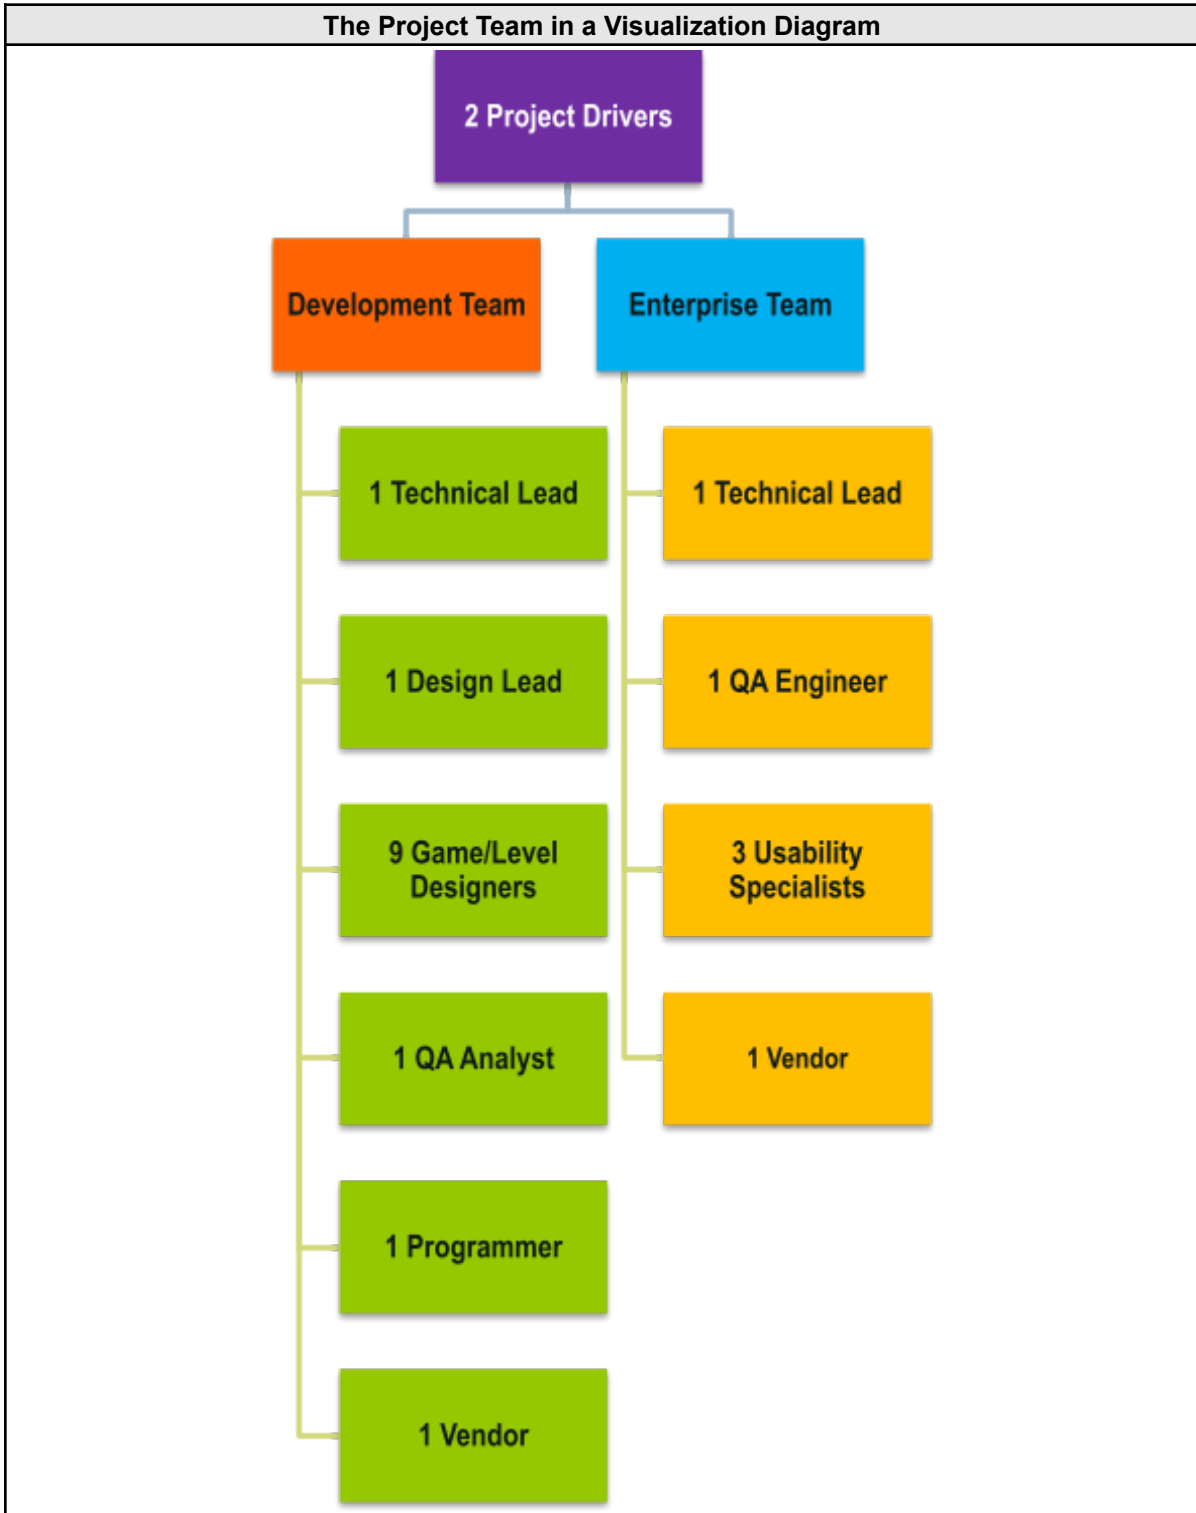 The Project Team in a Visualization Diagram
2 Project Drivers
Development Team
Enterprise Team
1 Technical Lead
1 Technical Lead
1 Design Lead
1 QA Engineer
9 Game/Level
Designers
3 Usability
Specialists
1 QA Analyst
1 Vendor
1 Programmer
1 Vendor